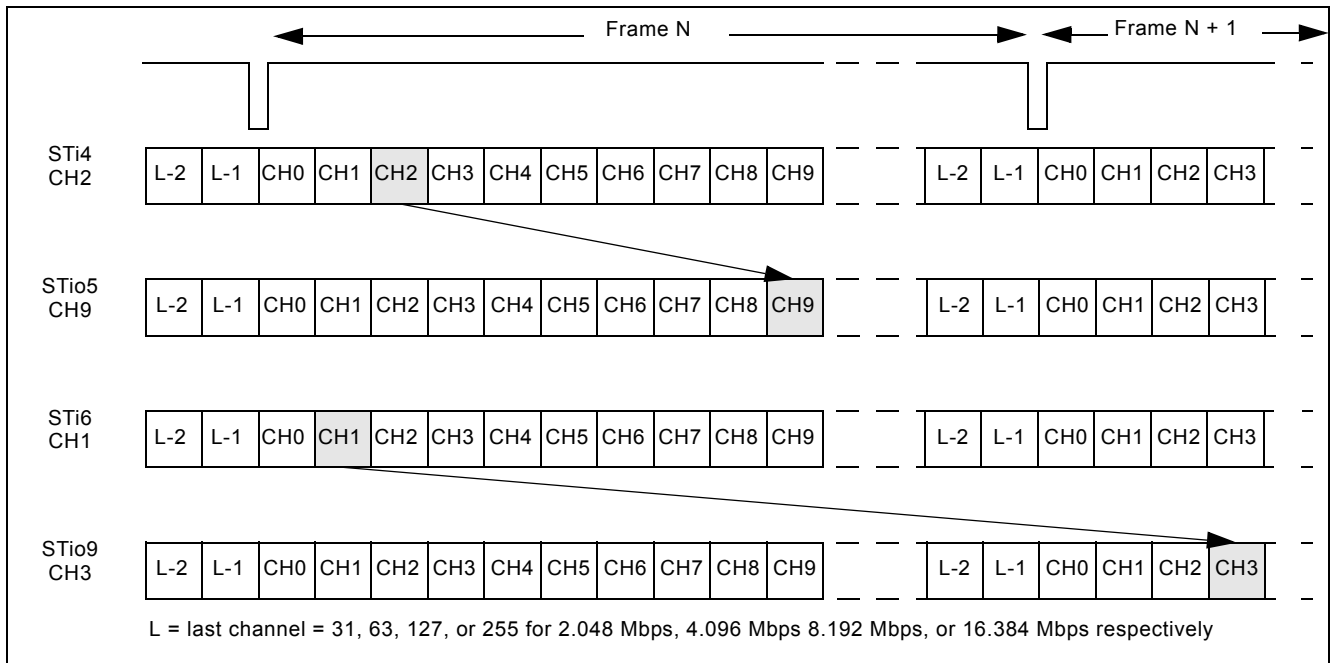 Frame N Frame N + 1
STi4
CH2
L-2 L-1 CH0 CH1 CH2 CH3 CH4 CH5 CH6 CH7 CH8 CH9 L-2 L-1 CH0 CH1 CH2 CH3
STio5
CH9
L-2 L-1 CH0 CH1 CH2 CH3 CH4 CH5 CH6 CH7 CH8 CH9 L-2 L-1 CH0 CH1 CH2 CH3
STi6
CH1
L-2 L-1 CH0 CH1 CH2 CH3 CH4 CH5 CH6 CH7 CH8 CH9 L-2 L-1 CH0 CH1 CH2 CH3
STio9
CH3
L-2 L-1 CH0 CH1 CH2 CH3 CH4 CH5 CH6 CH7 CH8 CH9 L-2 L-1 CH0 CH1 CH2 CH3
L = last channel = 31, 63, 127, or 255 for 2.048 Mbps, 4.096 Mbps 8.192 Mbps, or 16.384 Mbps respectively